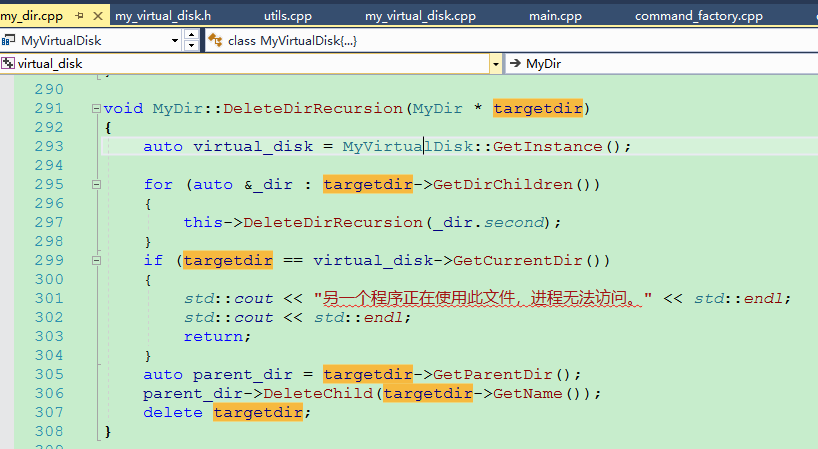 my_dir.cpp my_virtual_disk.h utils.cpp my_virtual_disk.cpp main.cpp command_factory.cpp
MyVirtualDisk class MyVirtualDisk{...}
virtual_disk MyDir
290
291 void MyDir::DeleteDirRecursion(MyDir * targetdir)
292 {
293 auto virtual_disk = MyVirtualDisk::GetInstance();
294
295 for (auto &_dir : targetdir->GetDirChildren())
296 {
297 this->DeleteDirRecursion(_dir.second);
298 }
299 if (targetdir == virtual_disk->GetCurrentDir())
300 {
301 std::cout << "另一个程序正在使用此文件，进程无法访问。" << std::endl;
302 std::cout << std::endl;
303 return;
304 }
305 auto parent_dir = targetdir->GetParentDir();
306 parent_dir->DeleteChild(targetdir->GetName());
307 delete targetdir;
308 }